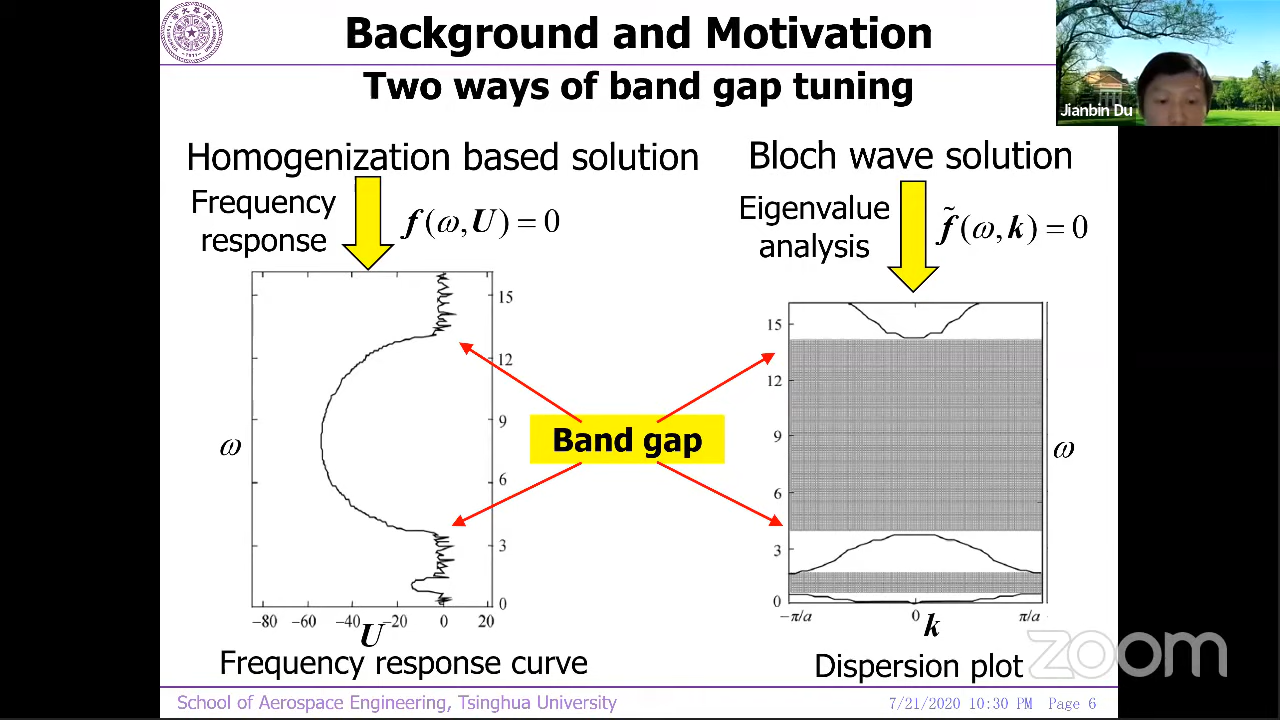 Background and Motivation
Two ways of band gap tuning
Jianbin Du
Homogenization based solution
Frequency
response
f (ω, U) = 0
Bloch wave solution
Eigenvalue
analysis
f̃ (ω, k) = 0
15
12
9
6
3
0
ω
−80 −60 −40 −20 0 20
U
Frequency response curve
Band gap
15
12
9
6
3
0
ω
−π/a 0 π/a
k
Dispersion plot
zoom
School of Aerospace Engineering, Tsinghua University
7/21/2020 10:30 PM Page 6